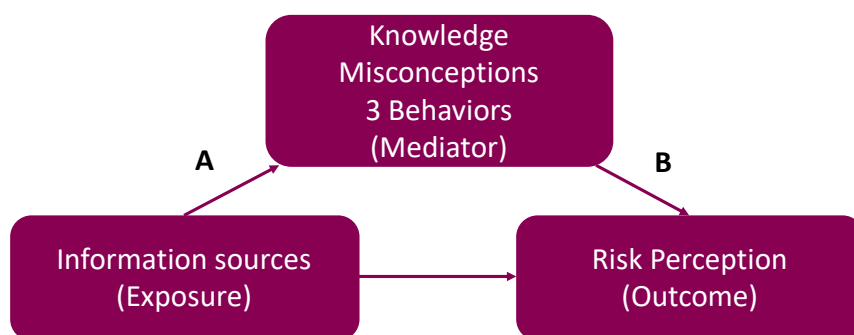 Knowledge
Misconceptions
3 Behaviors
(Mediator)
A
B
Information sources
(Exposure)
Risk Perception
(Outcome)